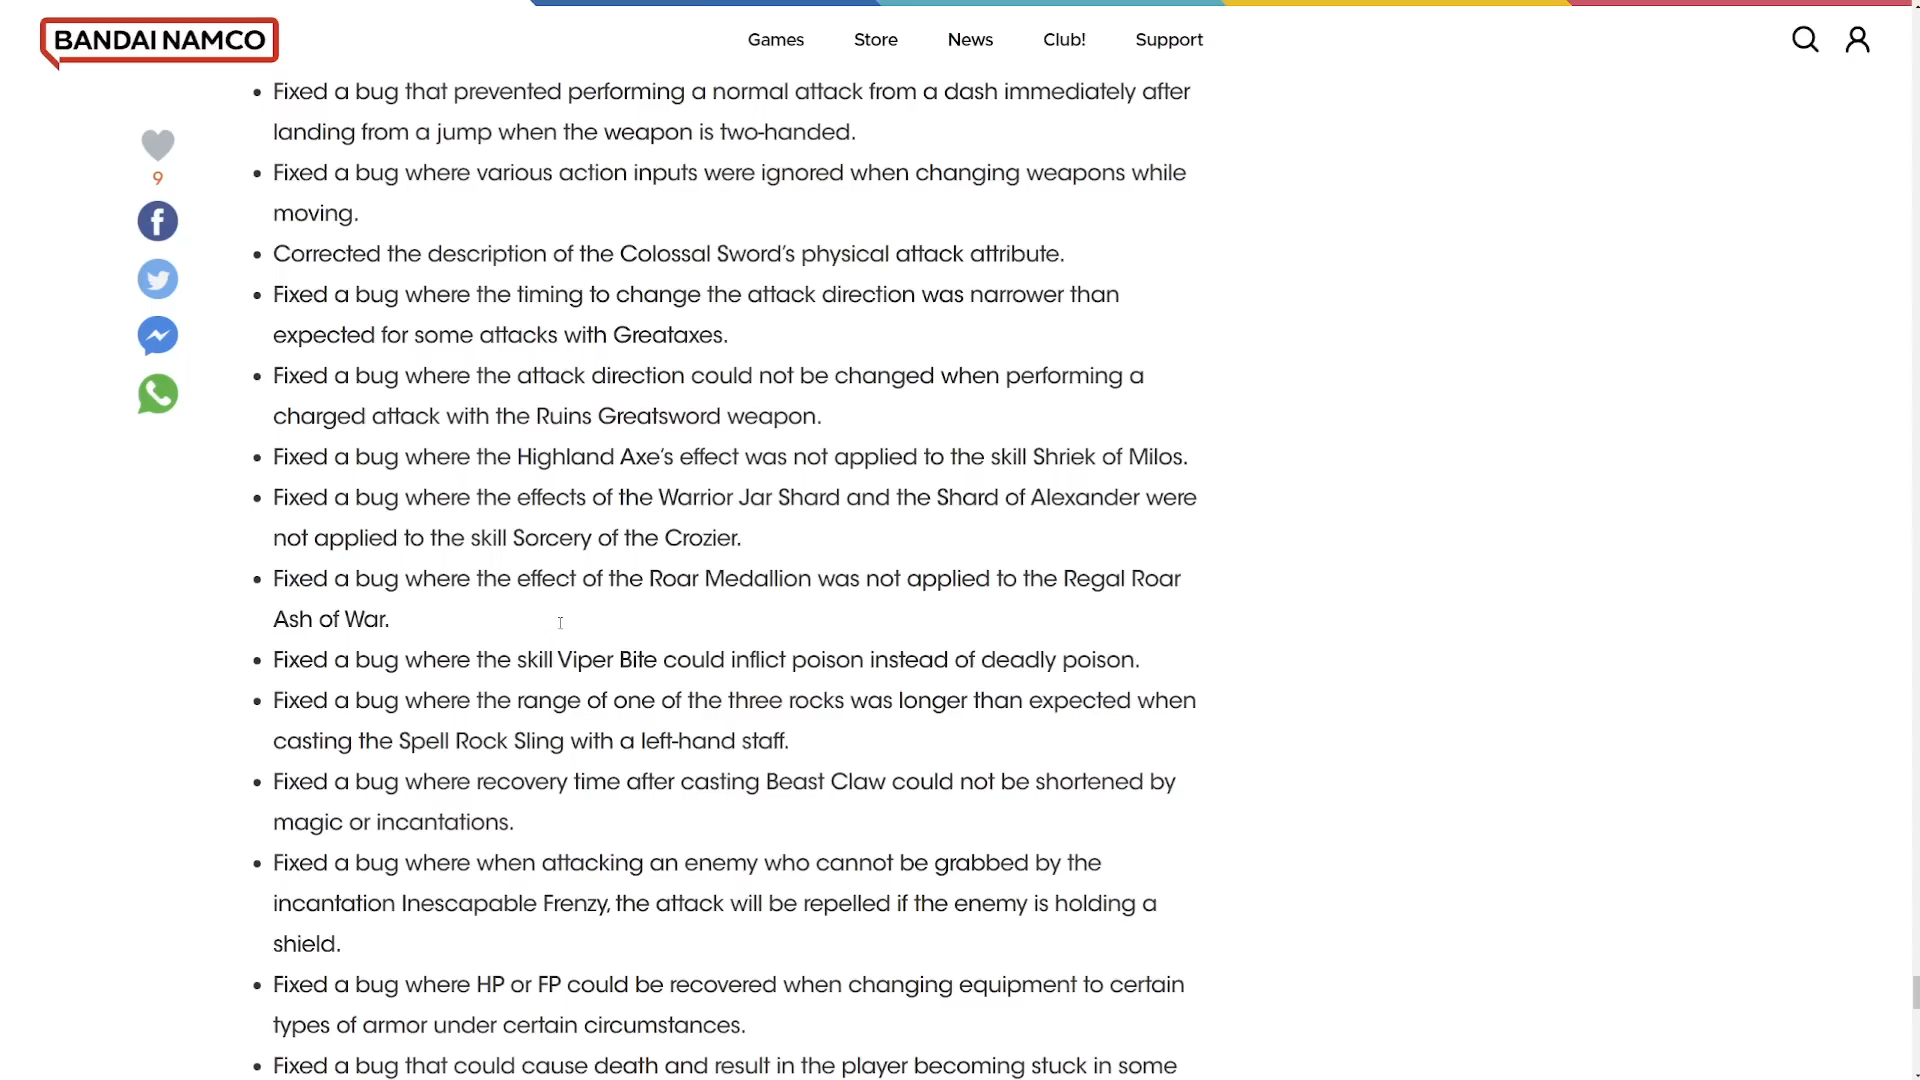 BANDAI NAMCO
Games
Store
News
Club!
Support
9
• Fixed a bug that prevented performing a normal attack from a dash immediately after
landing from a jump when the weapon is two-handed.
• Fixed a bug where various action inputs were ignored when changing weapons while
moving.
• Corrected the description of the Colossal Sword's physical attack attribute.
• Fixed a bug where the timing to change the attack direction was narrower than
expected for some attacks with Greataxes.
• Fixed a bug where the attack direction could not be changed when performing a
charged attack with the Ruins Greatsword weapon.
• Fixed a bug where the Highland Axe's effect was not applied to the skill Shriek of Milos.
• Fixed a bug where the effects of the Warrior Jar Shard and the Shard of Alexander were
not applied to the skill Sorcery of the Crozier.
• Fixed a bug where the effect of the Roar Medallion was not applied to the Regal Roar
Ash of War.
• Fixed a bug where the skill Viper Bite could inflict poison instead of deadly poison.
• Fixed a bug where the range of one of the three rocks was longer than expected when
casting the Spell Rock Sling with a left-hand staff.
• Fixed a bug where recovery time after casting Beast Claw could not be shortened by
magic or incantations.
• Fixed a bug where when attacking an enemy who cannot be grabbed by the
incantation Inescapable Frenzy, the attack will be repelled if the enemy is holding a
shield.
• Fixed a bug where HP or FP could be recovered when changing equipment to certain
types of armor under certain circumstances.
• Fixed a bug that could cause death and result in the player becoming stuck in some